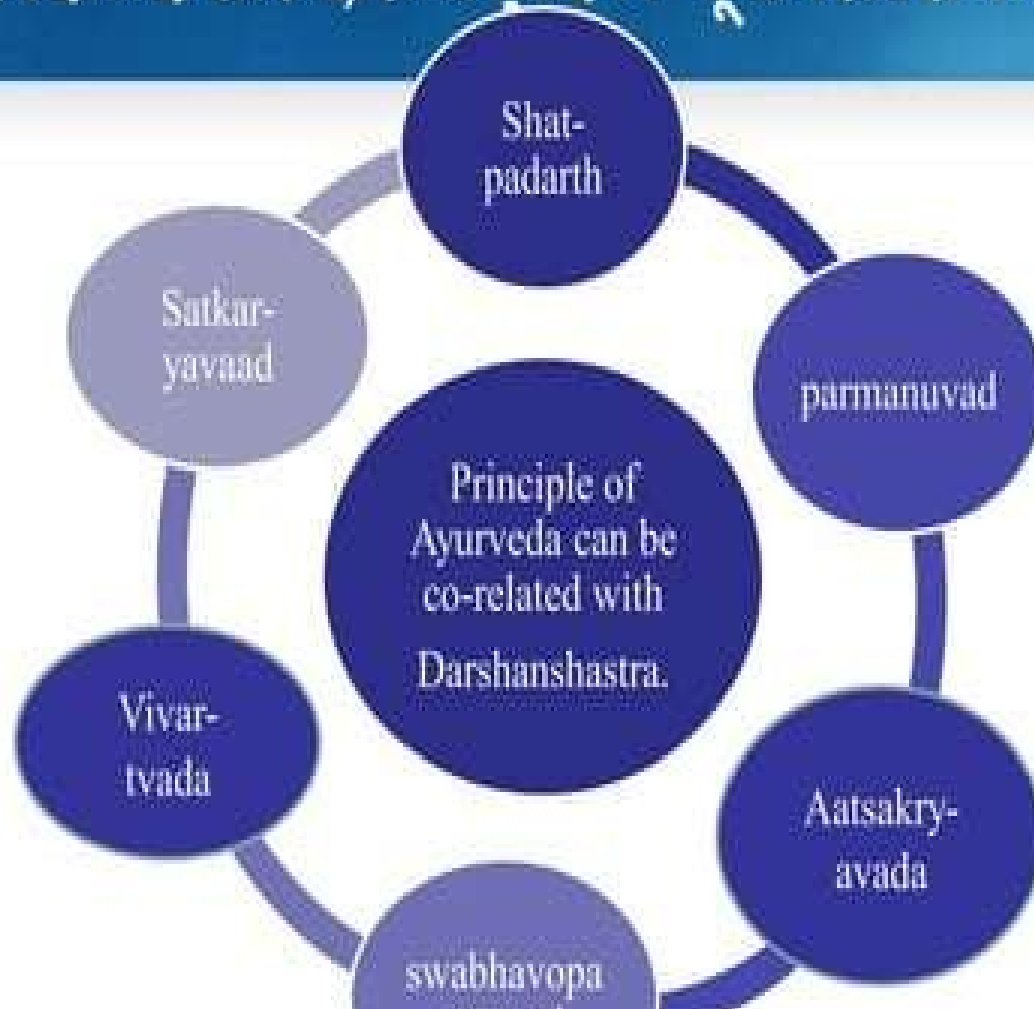 Shat-
padarth
parmanuvad
Aatsakry-
avada
swabhavopa
Vivar-
tvada
Satkar-
yavaad
Principle of
Ayurveda can be
co-related with
Darshanshastra.